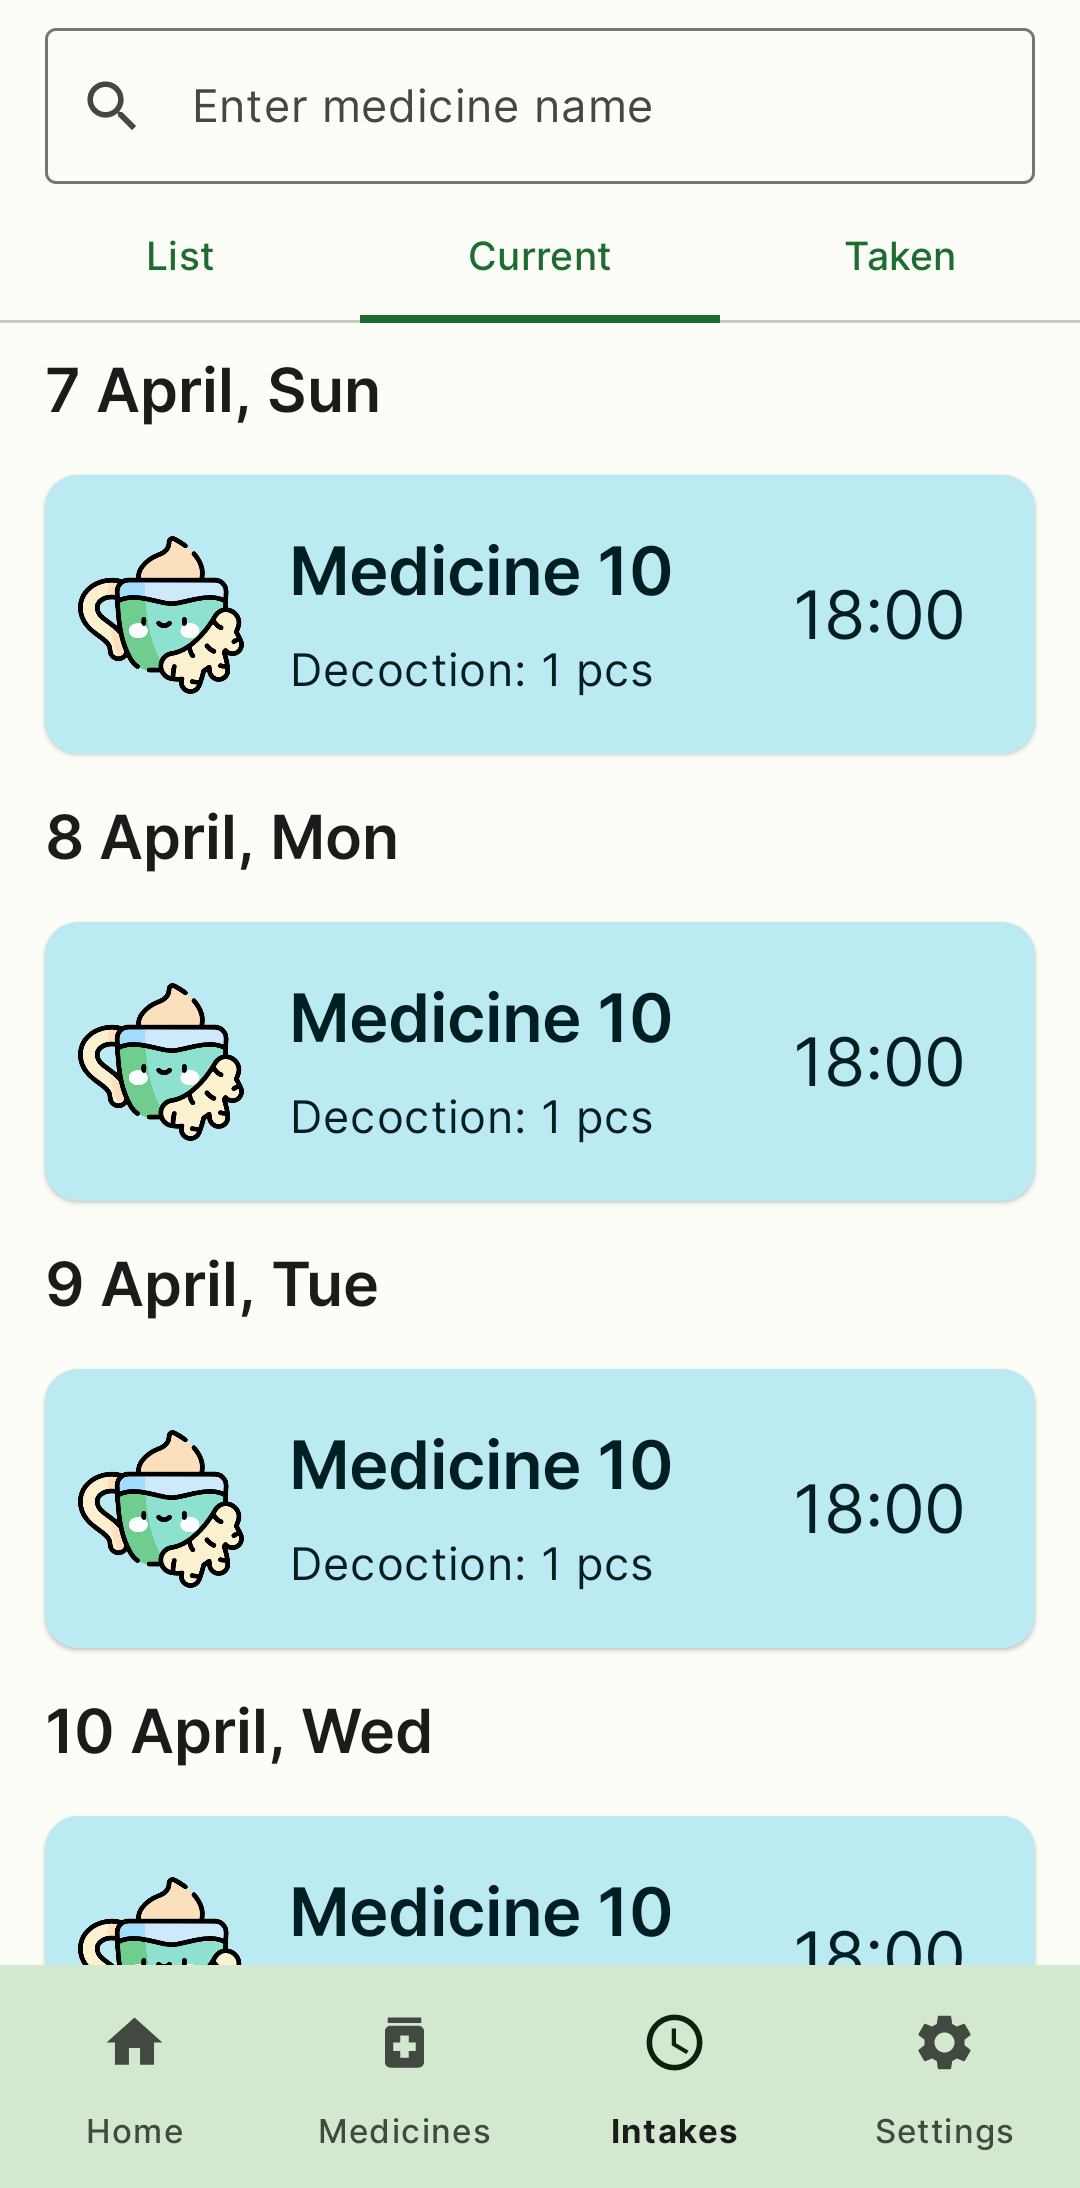 Enter medicine name
List
Current
Taken
7 April, Sun
Medicine 10
Decoction: 1 pcs
18:00
8 April, Mon
Medicine 10
Decoction: 1 pcs
18:00
9 April, Tue
Medicine 10
Decoction: 1 pcs
18:00
10 April, Wed
Medicine 10
18:00
Home
Medicines
Intakes
Settings